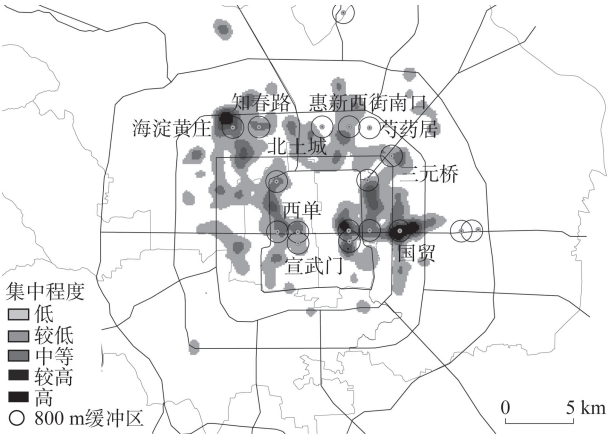 知春路 惠新西街南口
海淀黄庄 芍药居
北土城
三元桥
西单
国贸
宣武门
集中程度
低
较低
中等
较高
高
800 m缓冲区
0 5 km